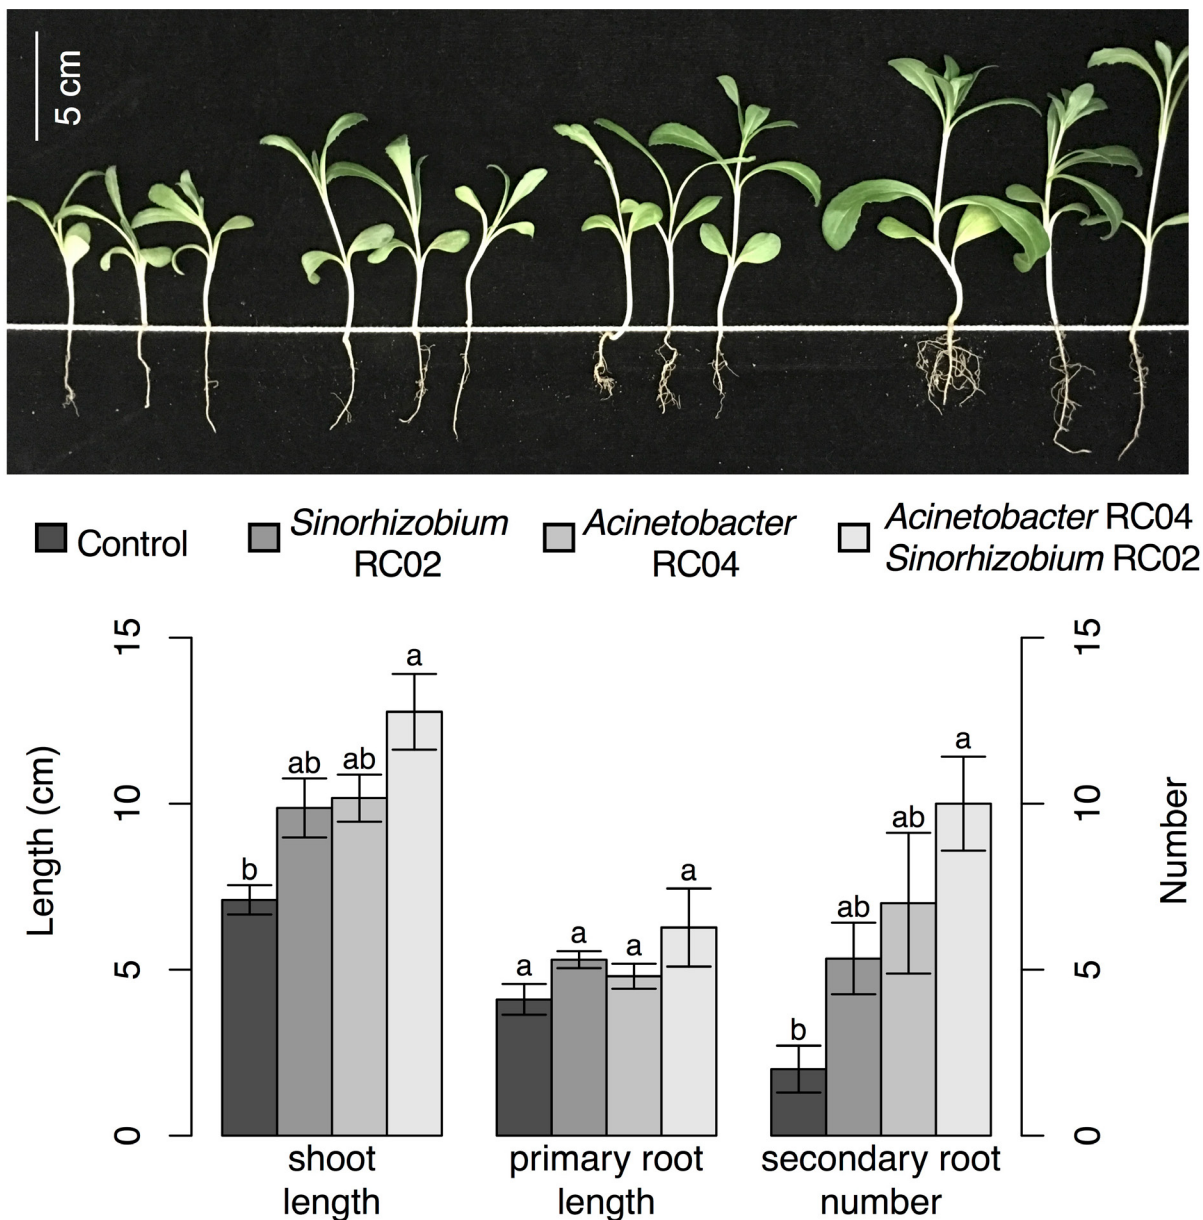 5 cm
Control
Sinorhizobium
RC02
Acinetobacter
RC04
Acinetobacter RC04
Sinorhizobium RC02
Length (cm)
0
5
10
15
b
ab
ab
a
a
a
a
a
b
ab
ab
a
0
5
10
15
Number
shoot
length
primary root
length
secondary root
number